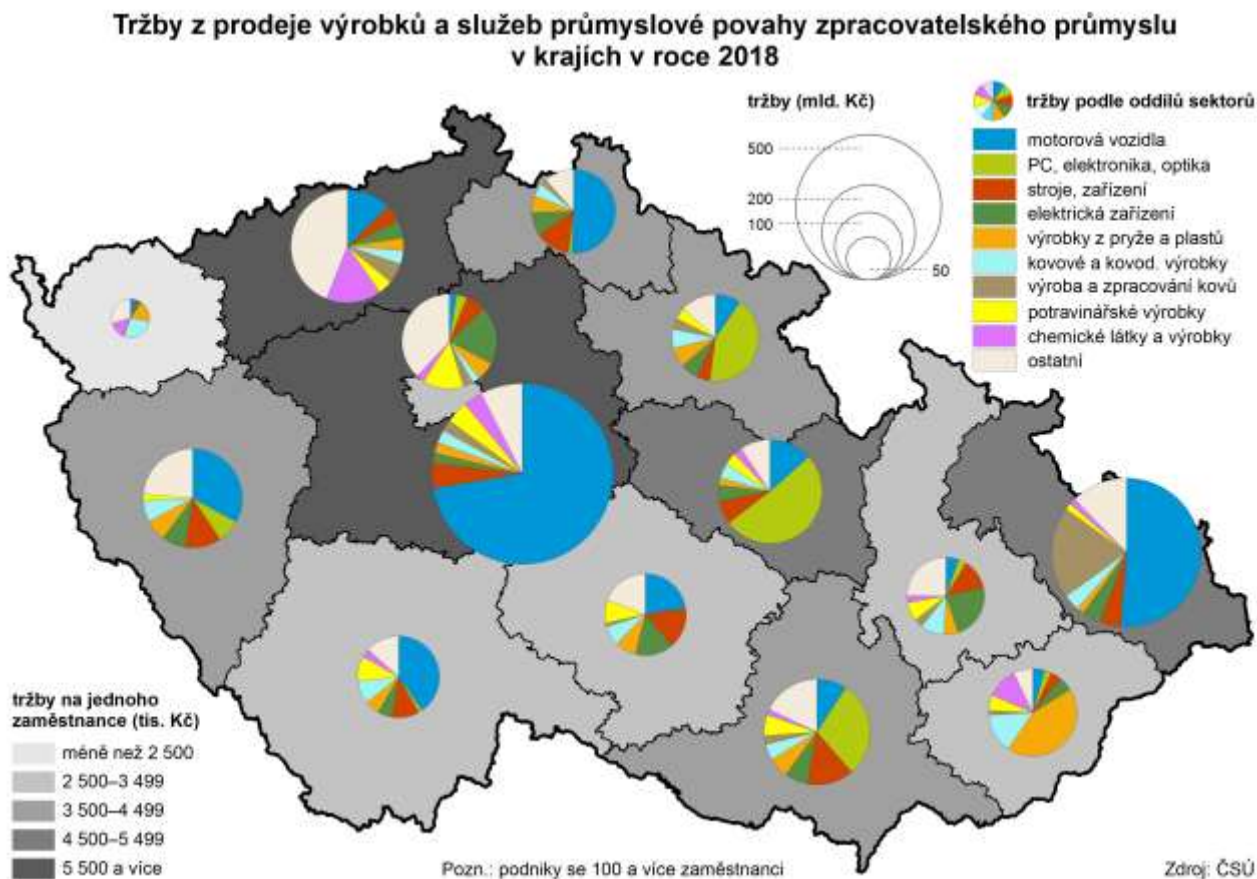 Tržby z prodeje výrobků a služeb průmyslové povahy zpracovatelského průmyslu
v krajích v roce 2018
tržby (mld. Kč)
500
200
100
50
tržby podle oddílů sektorů
motorová vozidla
PC, elektronika, optika
stroje, zařízení
elektrická zařízení
výrobky z pryže a plastů
kovové a kovod. výrobky
výroba a zpracování kovů
potravinářské výrobky
chemické látky a výrobky
ostatní
tržby na jednoho
zaměstnance (tis. Kč)
méně než 2 500
2 500–3 499
3 500–4 499
4 500–5 499
5 500 a více
Pozn.: podniky se 100 a více zaměstnanci
Zdroj: ČSÚ